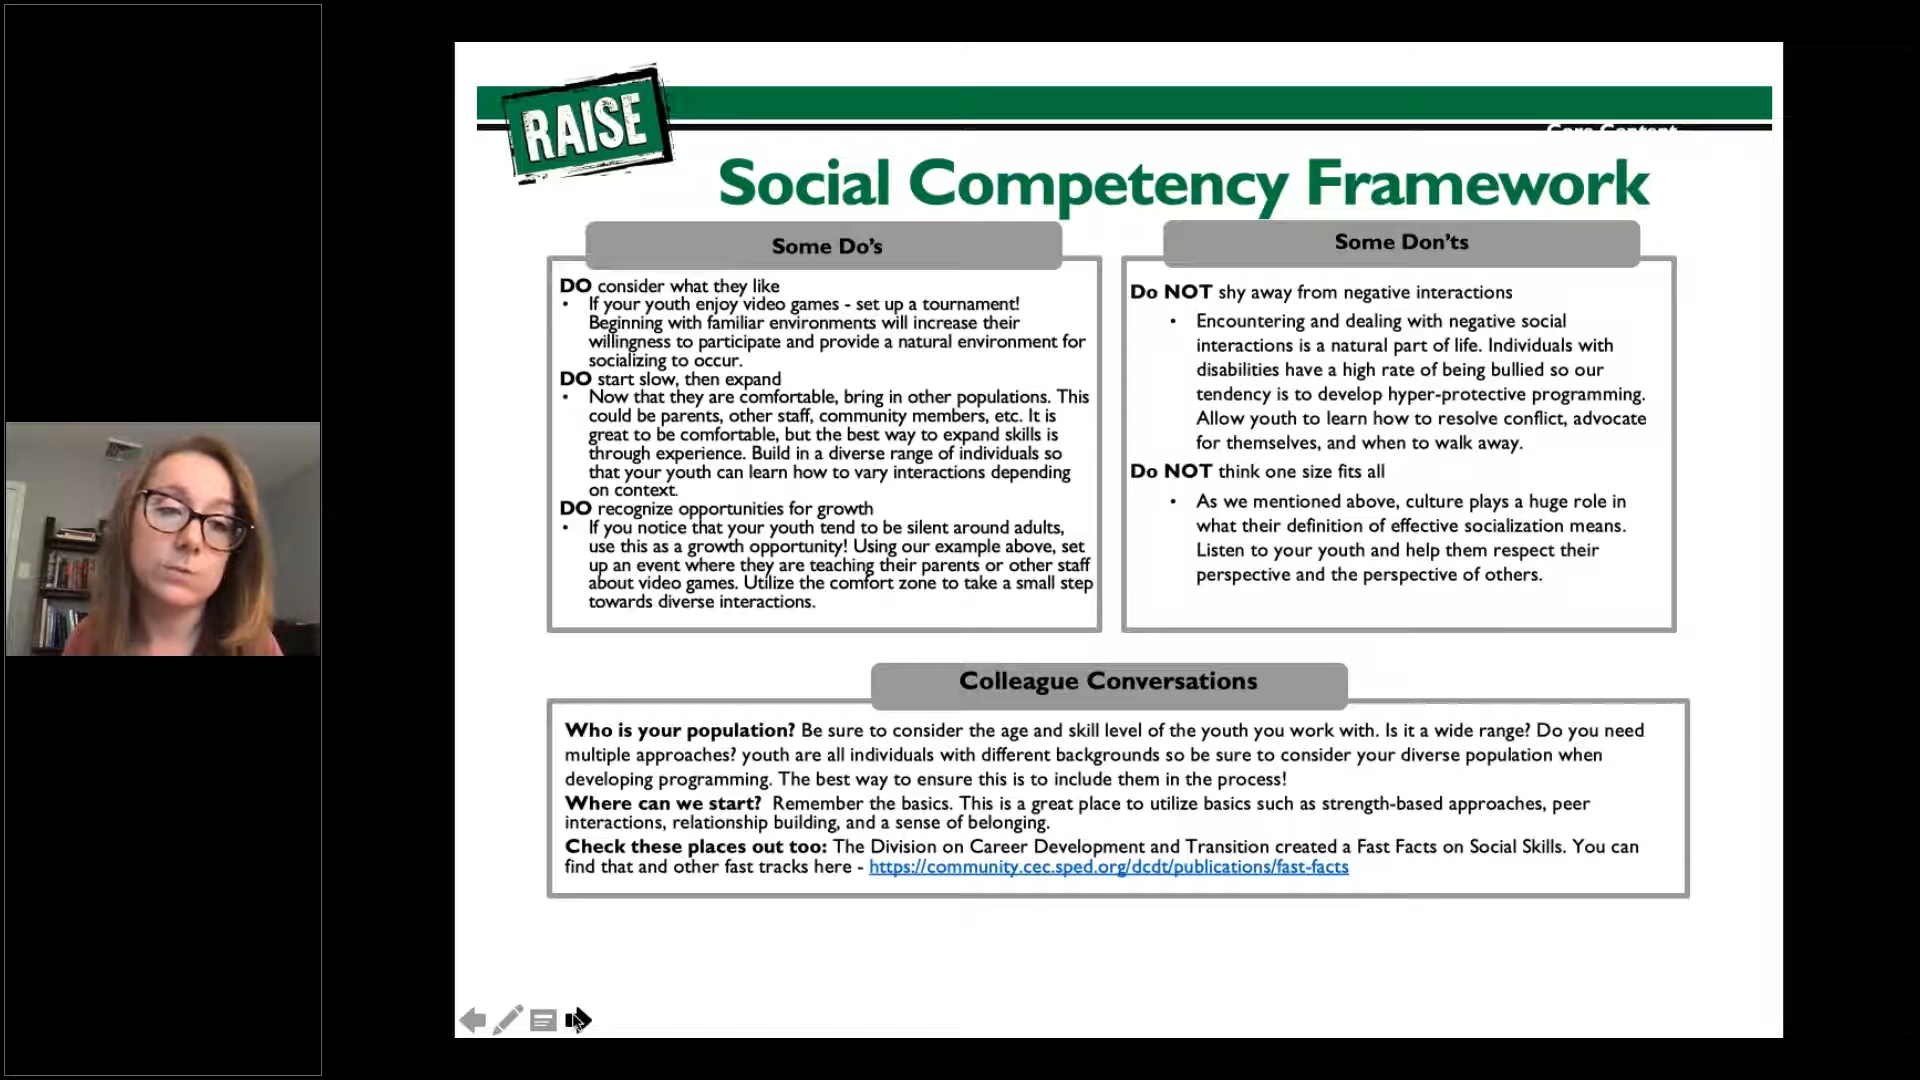 RAISE
Core Content
Social Competency Framework
Some Do's
DO consider what they like
• If your youth enjoy video games - set up a tournament!
Beginning with familiar environments will increase their
willingness to participate and provide a natural environment for
socializing to occur.
DO start slow, then expand
• Now that they are comfortable, bring in other populations. This
could be parents, other staff, community members, etc. It is
great to be comfortable, but the best way to expand skills is
through experience. Build in a diverse range of individuals so
that your youth can learn how to vary interactions depending
on context.
DO recognize opportunities for growth
• If you notice that your youth tend to be silent around adults,
use this as a growth opportunity! Using our example above, set
up an event where they are teaching their parents or other staff
about video games. Utilize the comfort zone to take a small step
towards diverse interactions.
Some Don'ts
Do NOT shy away from negative interactions
• Encountering and dealing with negative social
interactions is a natural part of life. Individuals with
disabilities have a high rate of being bullied so our
tendency is to develop hyper-protective programming.
Allow youth to learn how to resolve conflict, advocate
for themselves, and when to walk away.
Do NOT think one size fits all
• As we mentioned above, culture plays a huge role in
what their definition of effective socialization means.
Listen to your youth and help them respect their
perspective and the perspective of others.
Colleague Conversations
Who is your population? Be sure to consider the age and skill level of the youth you work with. Is it a wide range? Do you need
multiple approaches? youth are all individuals with different backgrounds so be sure to consider your diverse population when
developing programming. The best way to ensure this is to include them in the process!
Where can we start? Remember the basics. This is a great place to utilize basics such as strength-based approaches, peer
interactions, relationship building, and a sense of belonging.
Check these places out too: The Division on Career Development and Transition created a Fast Facts on Social Skills. You can
find that and other fast tracks here - https://community.cec.sped.org/dcdt/publications/fast-facts